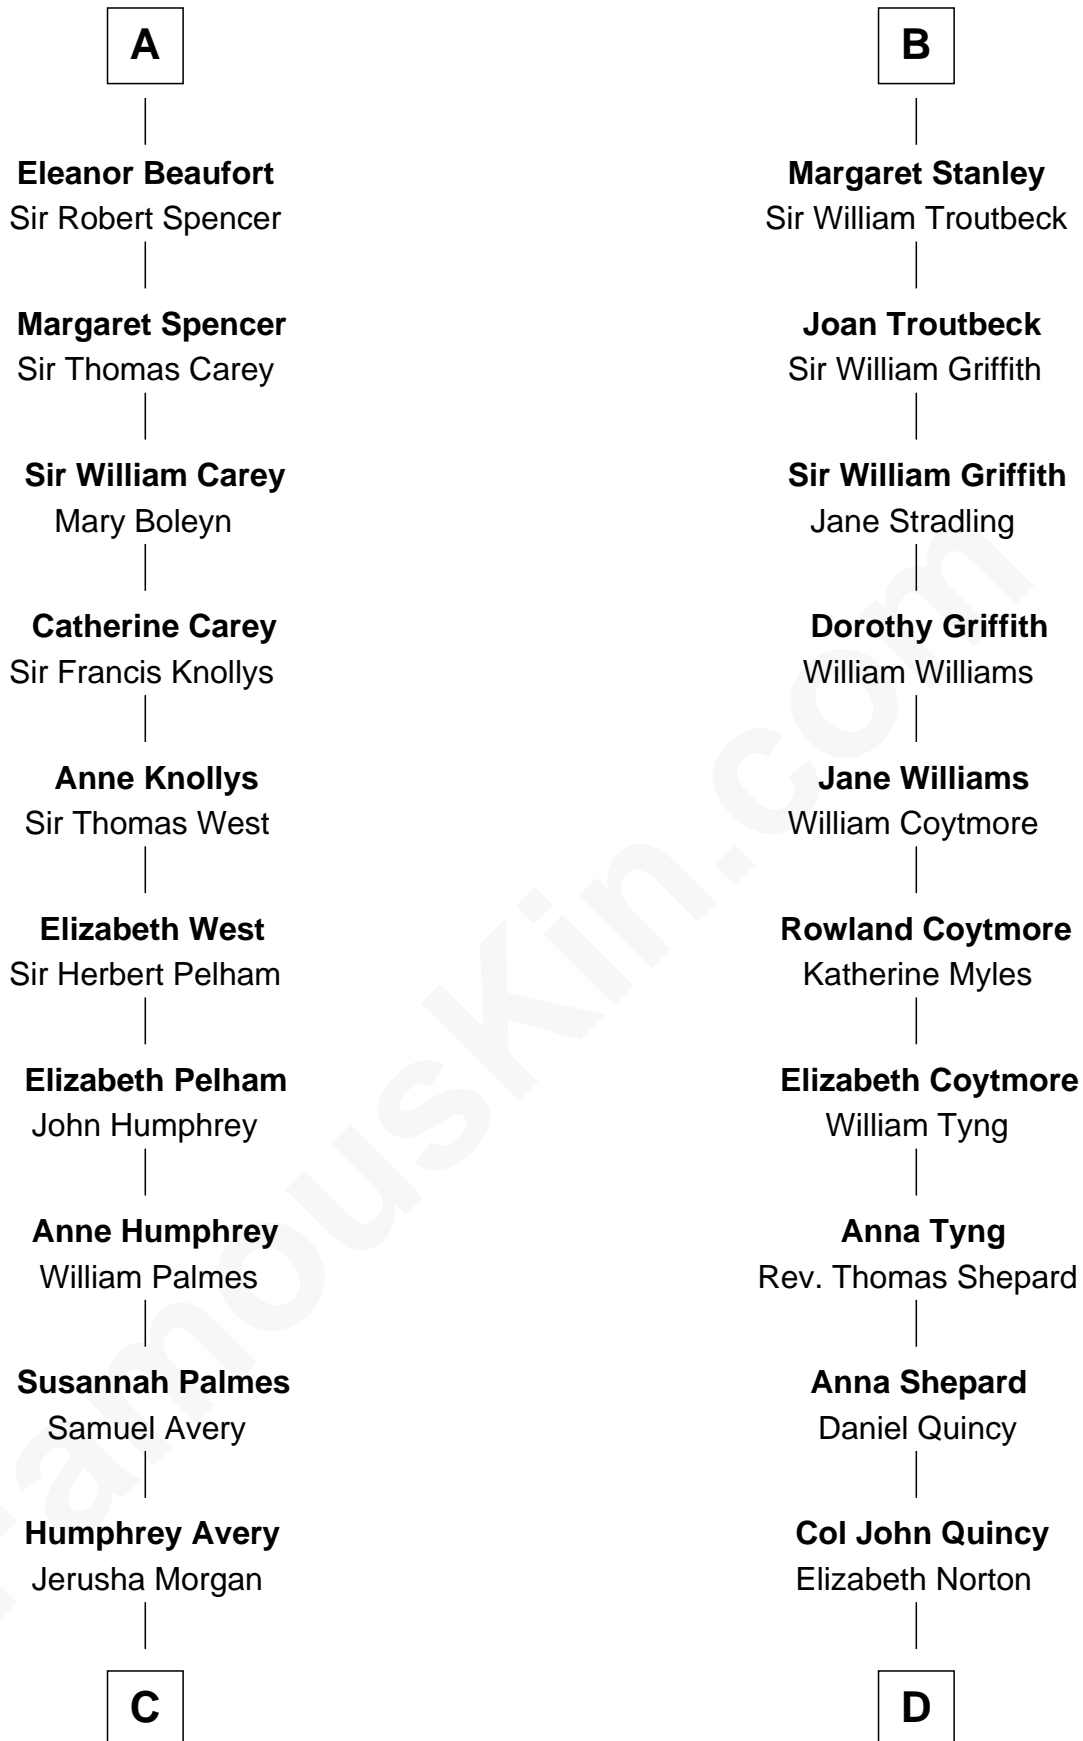 A
Eleanor Beaufort
Sir Robert Spencer
Margaret Spencer
Sir Thomas Carey
Sir William Carey
Mary Boleyn
Catherine Carey
Sir Francis Knollys
Anne Knollys
Sir Thomas West
Elizabeth West
Sir Herbert Pelham
Elizabeth Pelham
John Humphrey
Anne Humphrey
William Palmes
Susannah Palmes
Samuel Avery
Humphrey Avery
Jerusha Morgan
C
B
Margaret Stanley
Sir William Troutbeck
Joan Troutbeck
Sir William Griffith
Sir William Griffith
Jane Stradling
Dorothy Griffith
William Williams
Jane Williams
William Coytmore
Rowland Coytmore
Katherine Myles
Elizabeth Coytmore
William Tyng
Anna Tyng
Rev. Thomas Shepard
Anna Shepard
Daniel Quincy
Col John Quincy
Elizabeth Norton
D
FamousKin.com